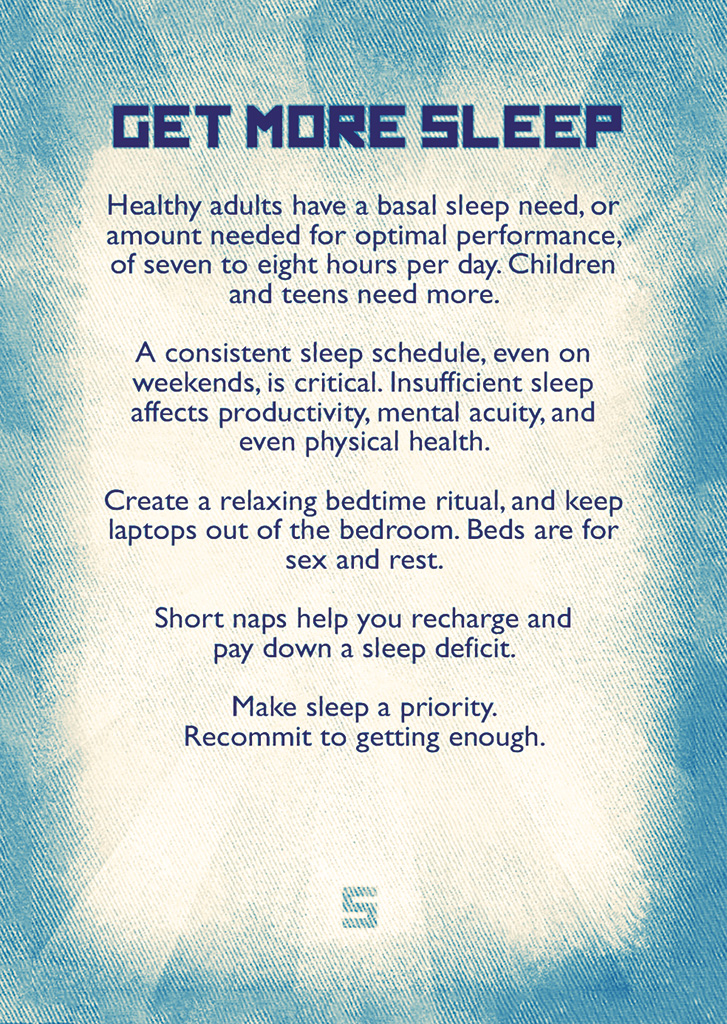 GET MORE SLEEP
Healthy adults have a basal sleep need, or
amount needed for optimal performance,
of seven to eight hours per day. Children
and teens need more.
A consistent sleep schedule, even on
weekends, is critical. Insufficient sleep
affects productivity, mental acuity, and
even physical health.
Create a relaxing bedtime ritual, and keep
laptops out of the bedroom. Beds are for
sex and rest.
Short naps help you recharge and
pay down a sleep deficit.
Make sleep a priority.
Recommit to getting enough.
S